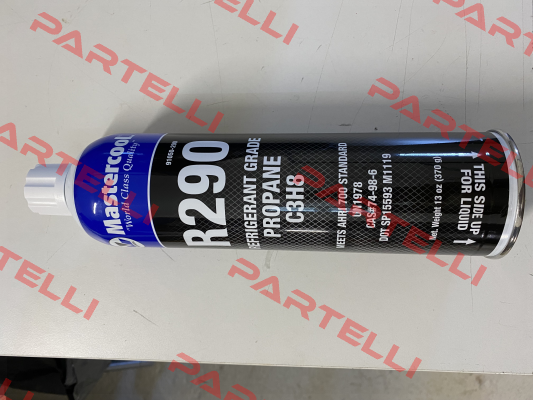 Mastercool
"World Class Quality"
R290
REFRIGERANT GRADE
PROPANE
C3H8
MEETS AHRI 700 STANDARD
UN1978
CAS#74-98-6
DOT SP15593 M1119
Net. Weight 13 oz (370 g)
THIS SIDE UP
FOR LIQUID
PARTELLI
PARTELLI
PARTELLI
PARTELLI
PARTELLI
PARTELLI